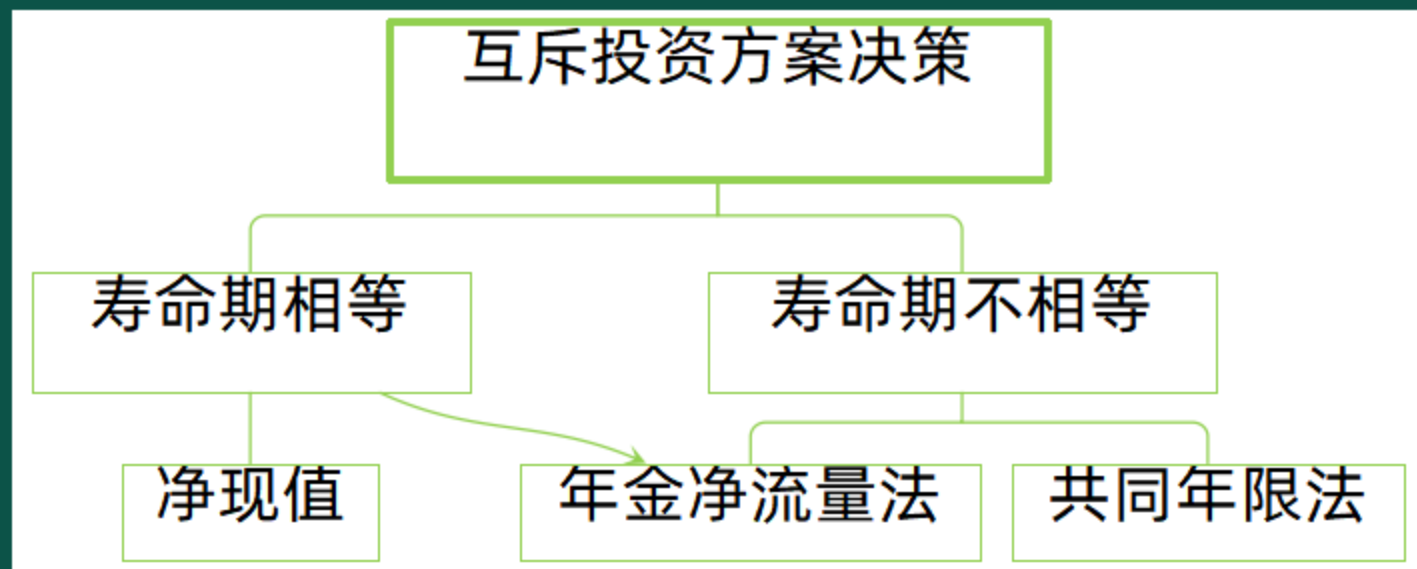 互斥投资方案决策
寿命期相等
寿命期不相等
净现值
年金净流量法
共同年限法